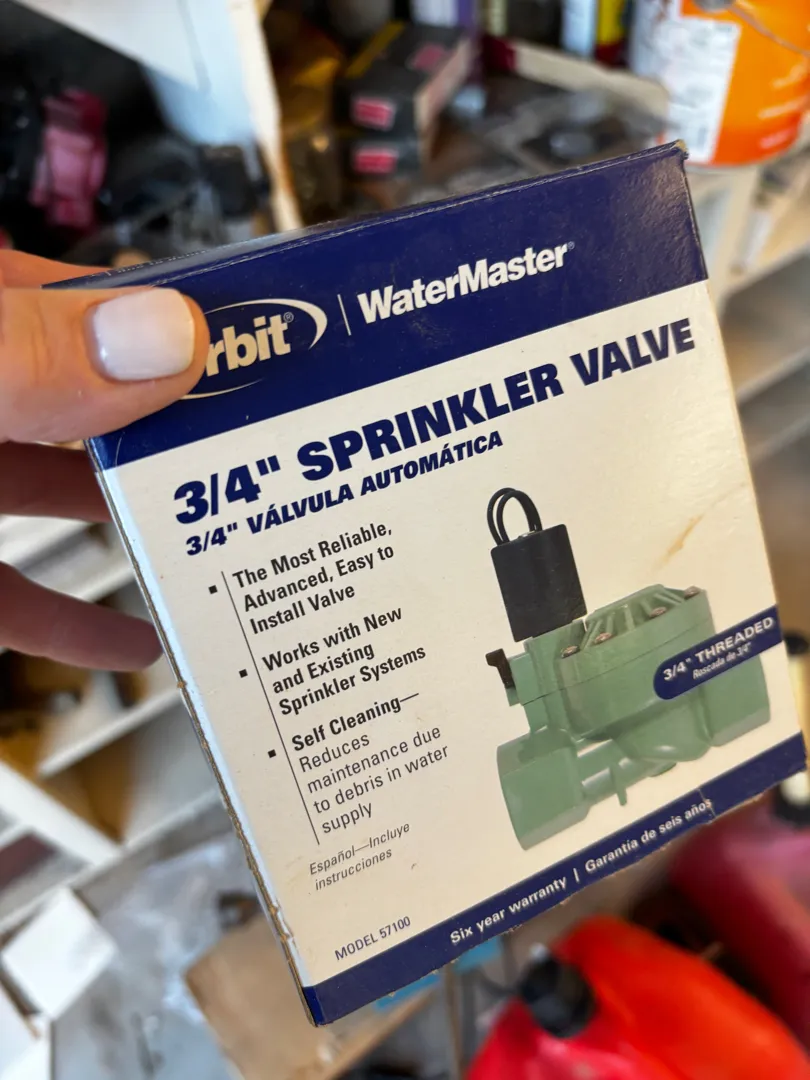 rbit® | WaterMaster®
3/4" SPRINKLER VALVE
3/4" VÁLVULA AUTOMÁTICA
▪ The Most Reliable,
Advanced, Easy to
Install Valve
▪ Works with New
and Existing
Sprinkler Systems
▪ Self Cleaning—
Reduces
maintenance due
to debris in water
supply
Español—Incluye
instrucciones
3/4" THREADED
Roscada de 3/4"
MODEL 57100
Six year warranty | Garantía de seis años